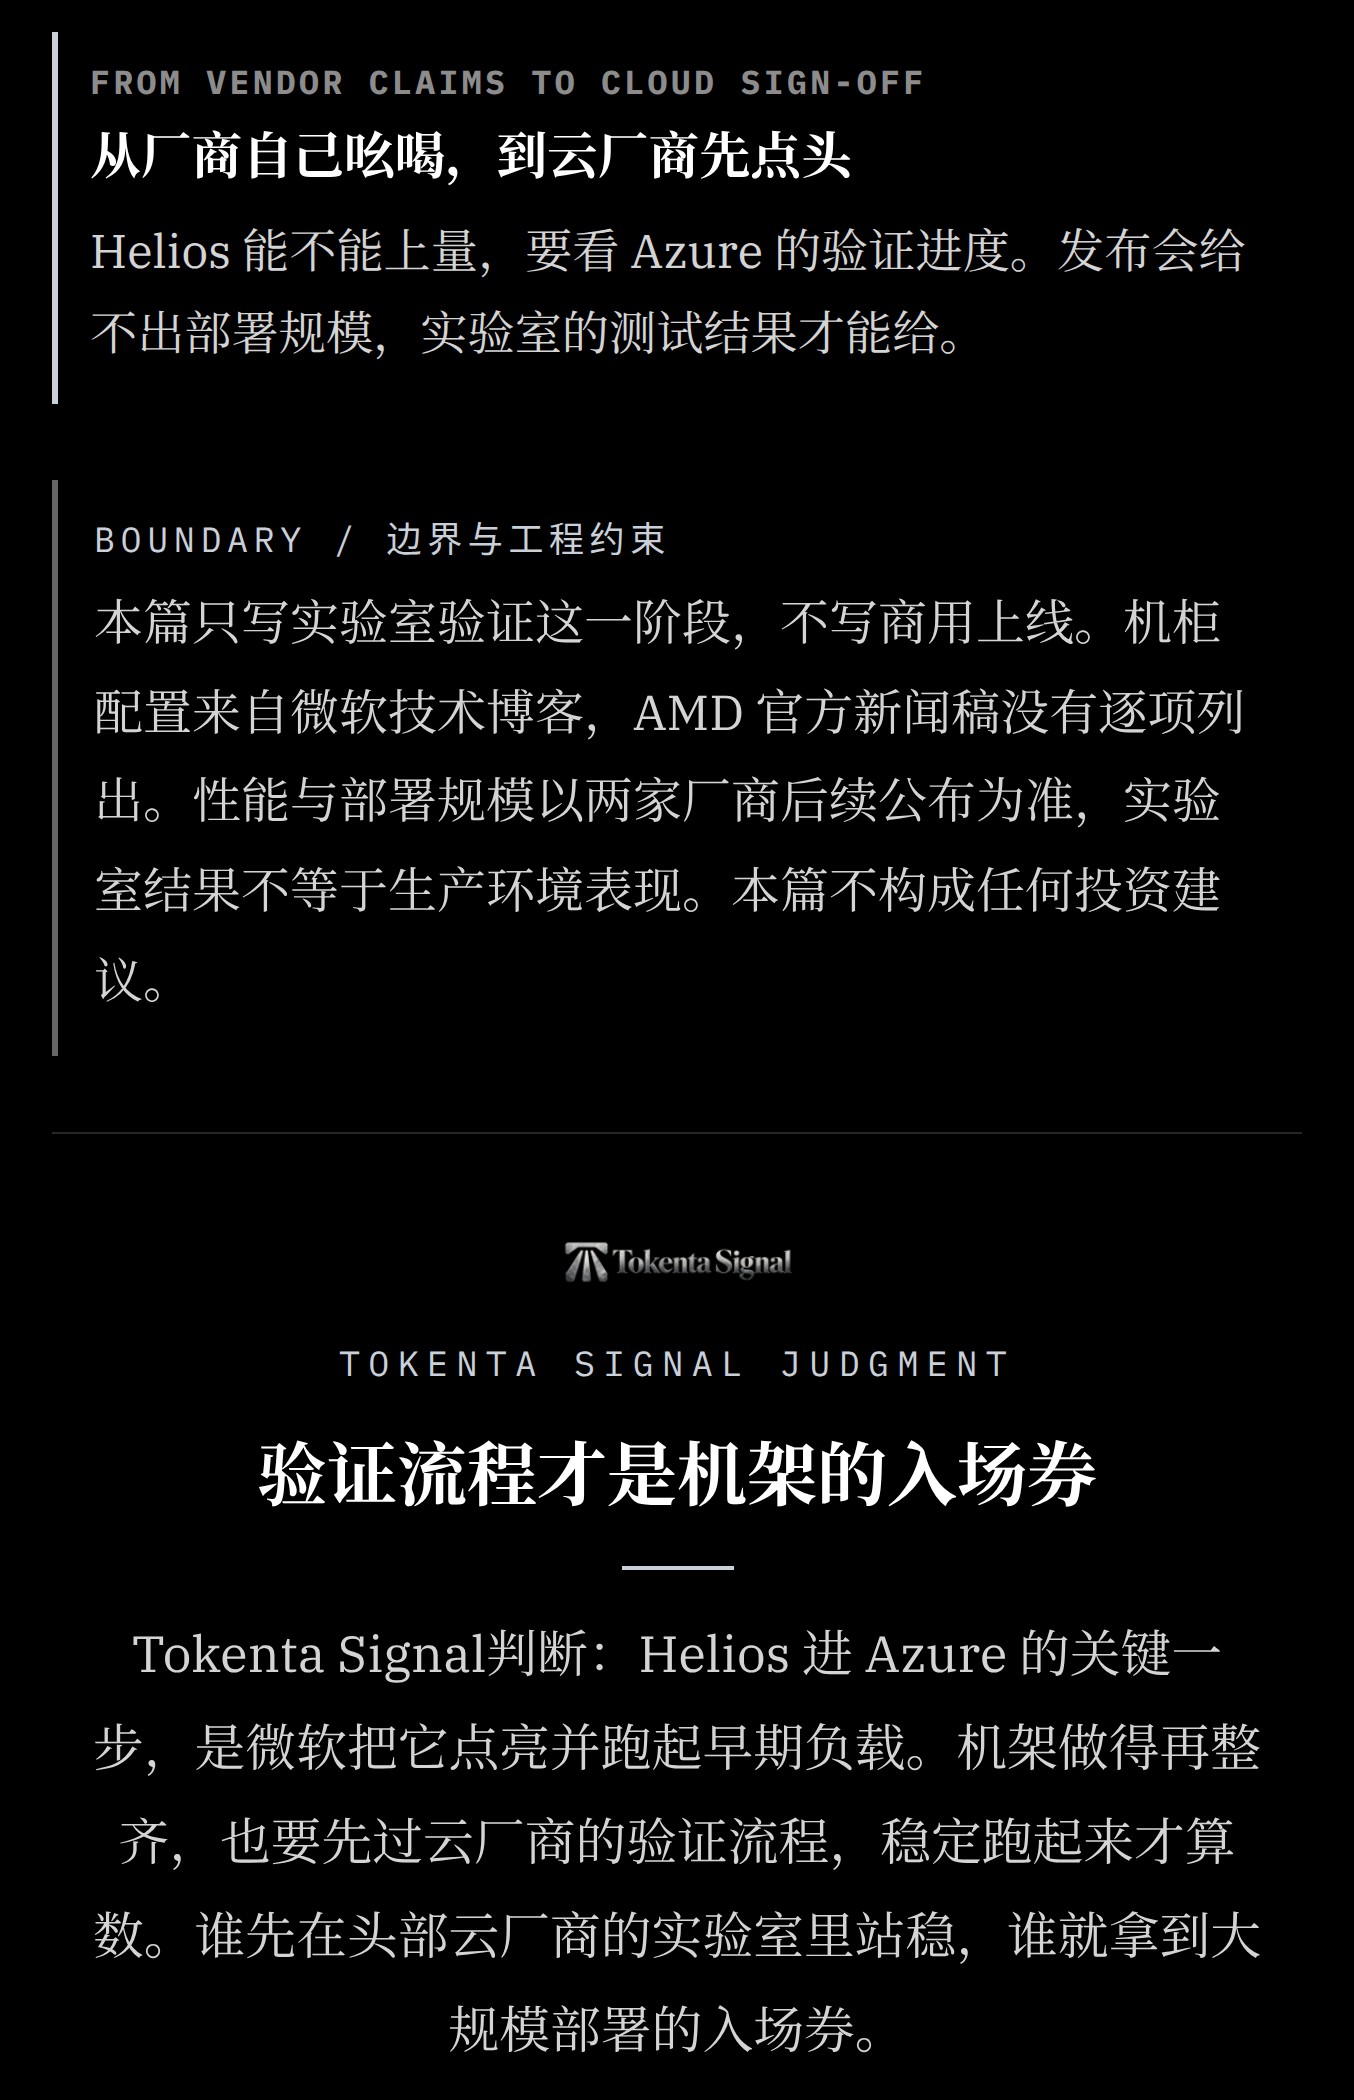 FROM VENDOR CLAIMS TO CLOUD SIGN-OFF
从厂商自己吆喝，到云厂商先点头
Helios 能不能上量，要看 Azure 的验证进度。发布会给
不出部署规模，实验室的测试结果才能给。
BOUNDARY / 边界与工程约束
本篇只写实验室验证这一阶段，不写商用上线。机柜
配置来自微软技术博客，AMD 官方新闻稿没有逐项列
出。性能与部署规模以两家厂商后续公布为准，实验
室结果不等于生产环境表现。本篇不构成任何投资建
议。
Tokenta Signal
TOKENTA SIGNAL JUDGMENT
验证流程才是机架的入场券
Tokenta Signal判断：Helios 进 Azure 的关键一
步，是微软把它点亮并跑起早期负载。机架做得再整
齐，也要先过云厂商的验证流程，稳定跑起来才算
数。谁先在头部云厂商的实验室里站稳，谁就拿到大
规模部署的入场券。